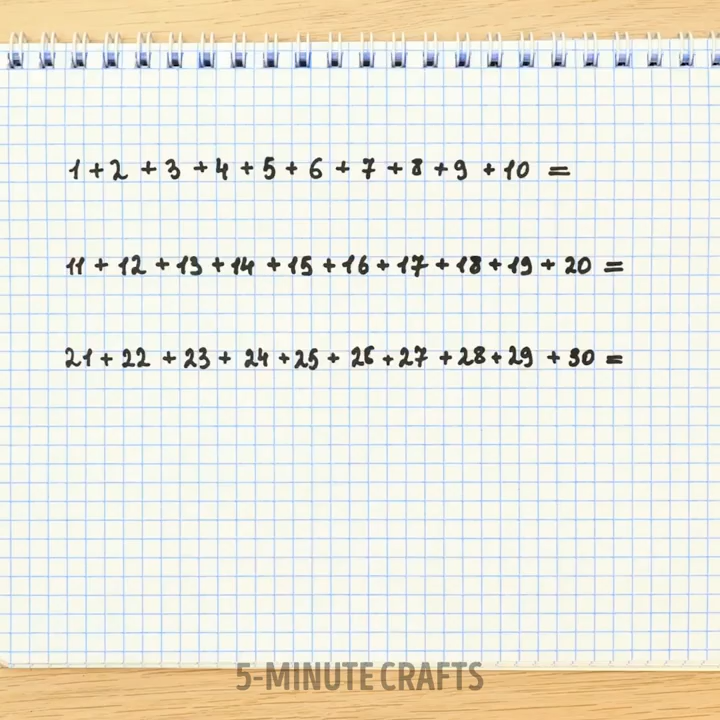 1 + 2 + 3 + 4 + 5 + 6 + 7 + 8 + 9 + 10 =
11 + 12 + 13 + 14 + 15 + 16 + 17 + 18 + 19 + 20 =
21 + 22 + 23 + 24 + 25 + 26 + 27 + 28 + 29 + 30 =
5-MINUTE CRAFTS